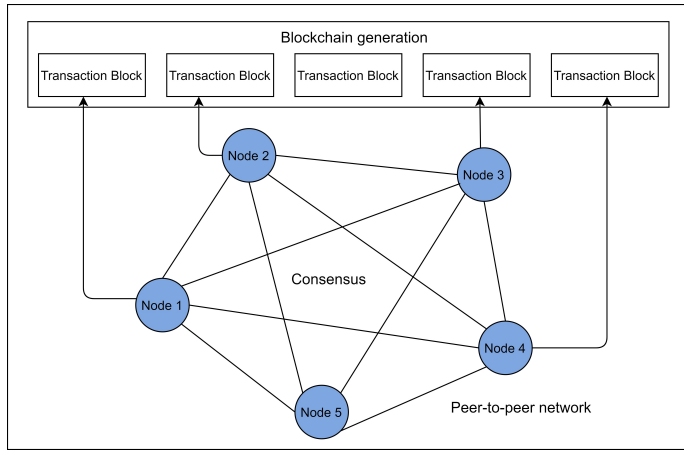 Blockchain generation
Transaction Block
Transaction Block
Transaction Block
Transaction Block
Transaction Block
Node 2
Node 3
Consensus
Node 1
Node 4
Node 5
Peer-to-peer network